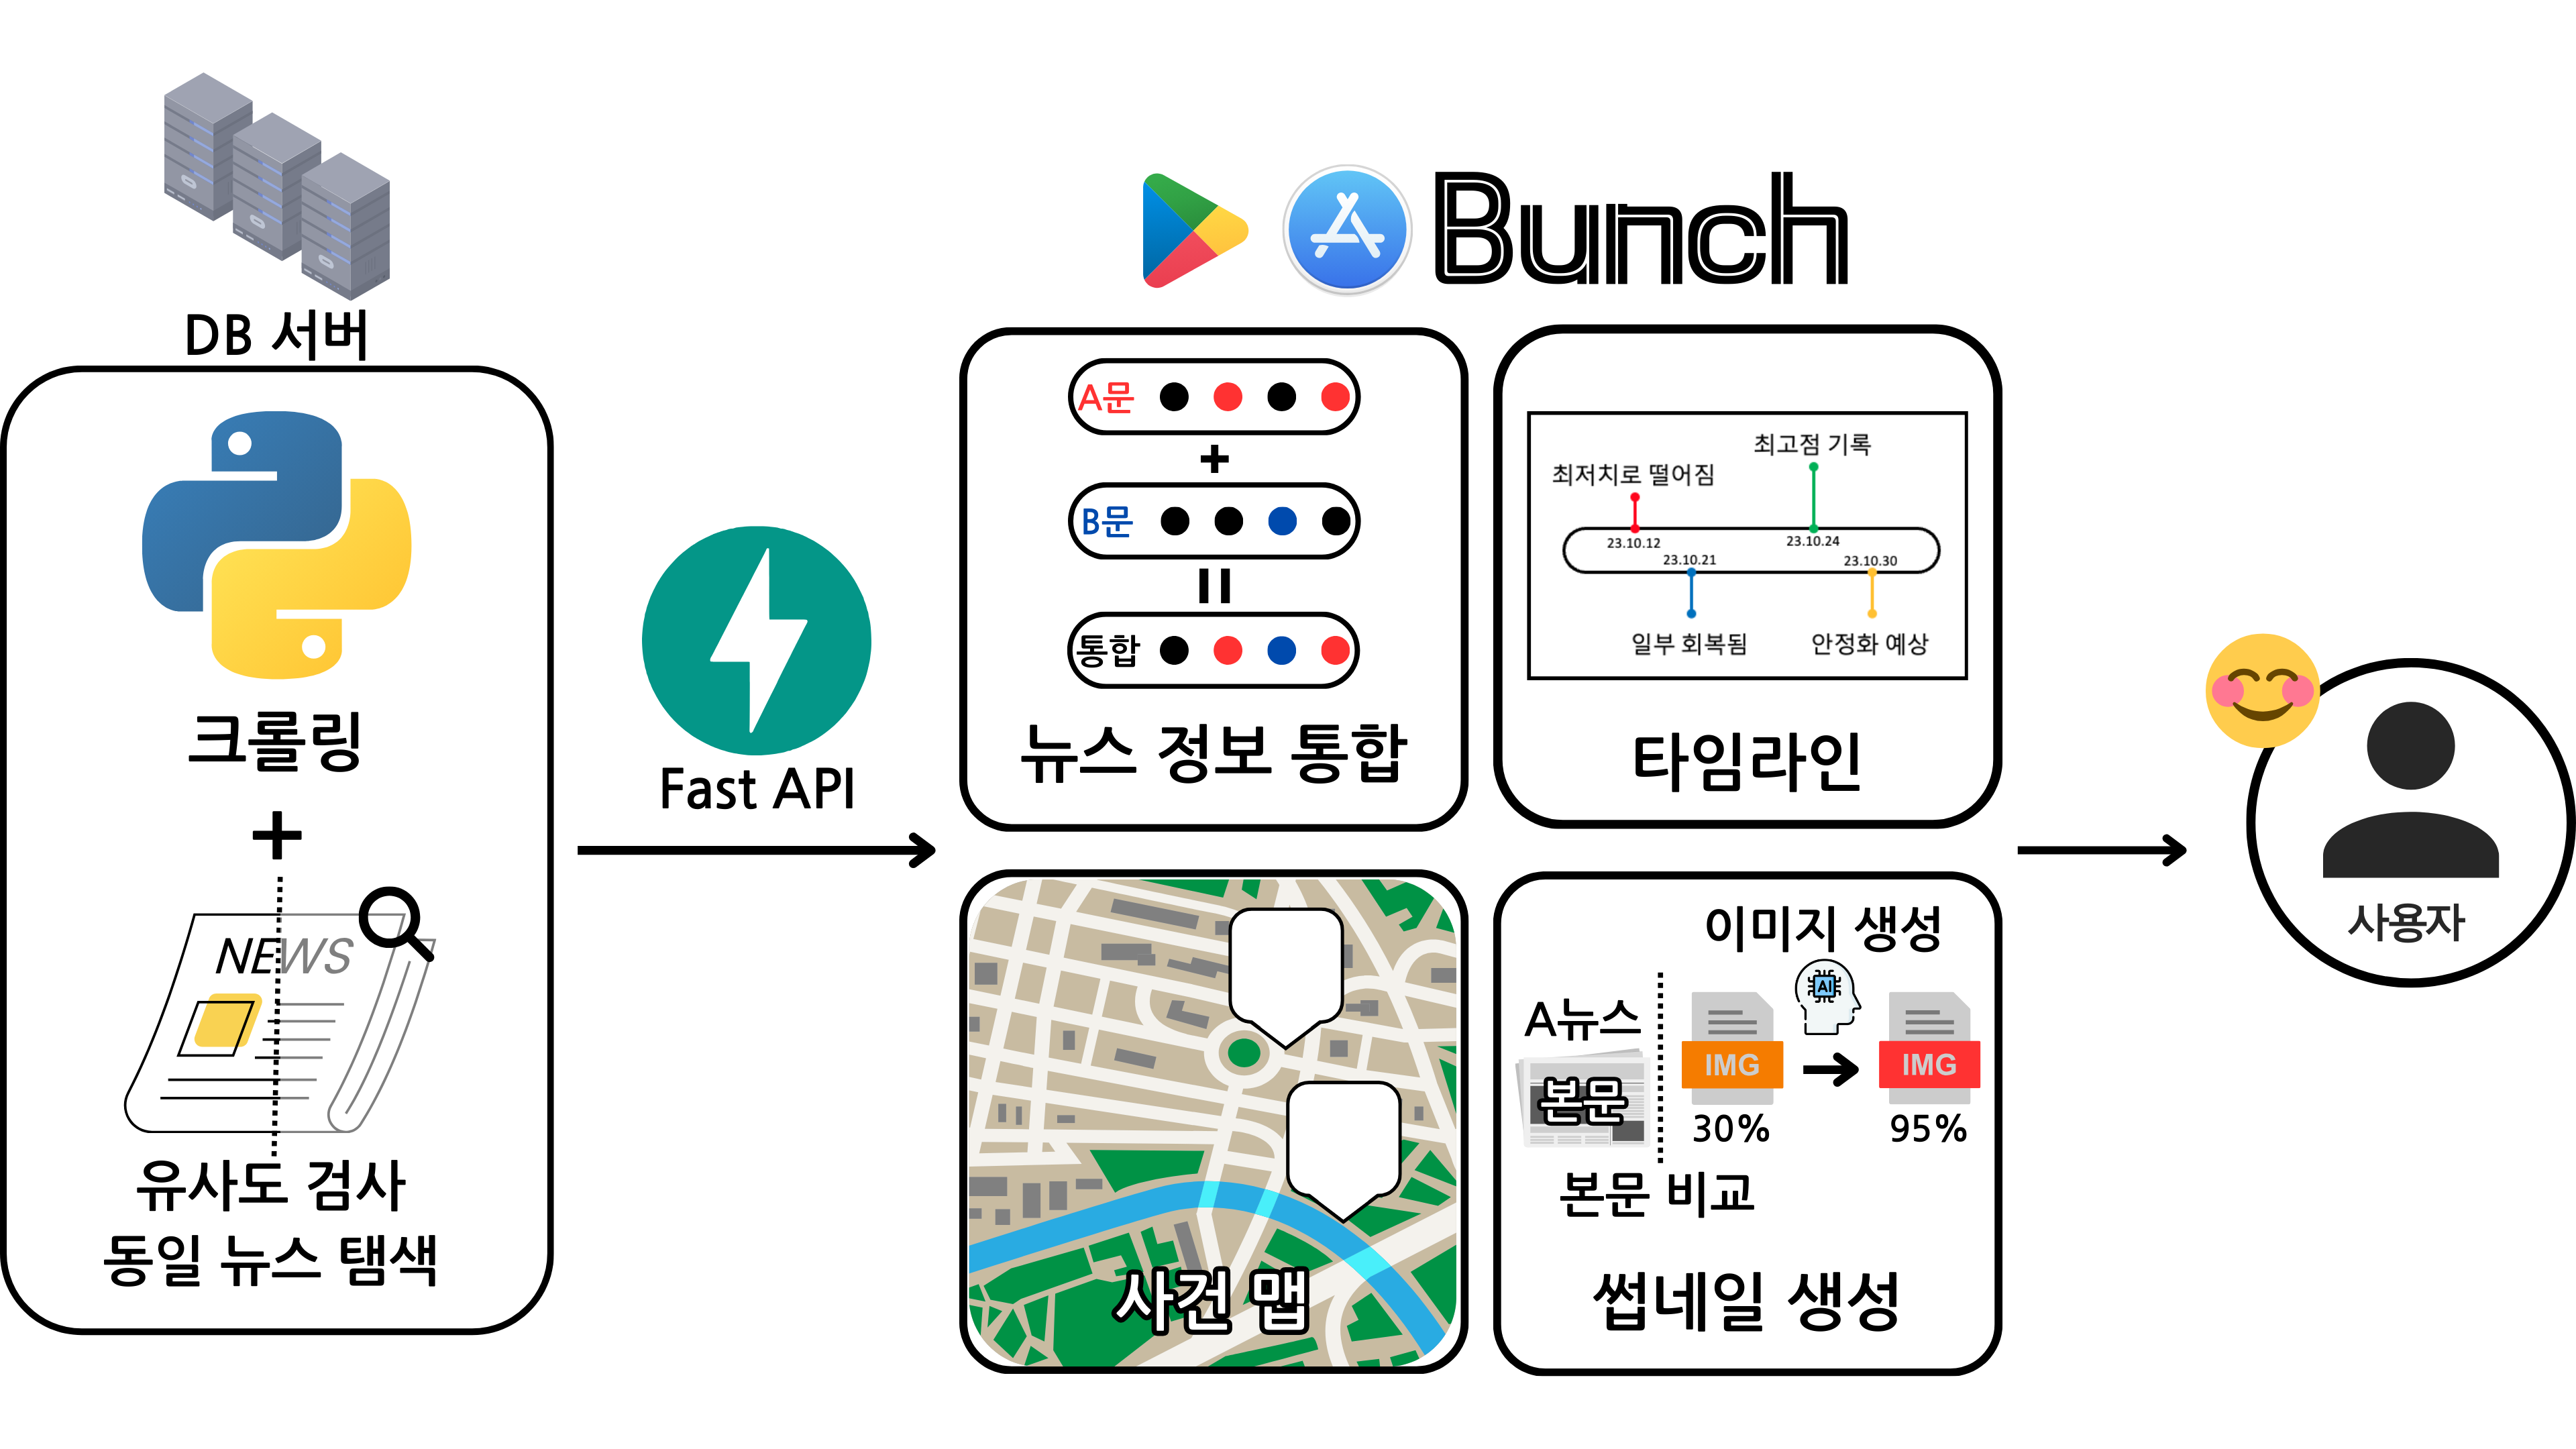 DB 서버
크롤링
+
NEWS
유사도 검사
동일 뉴스 탬색
Fast API
Bunch
A문
+
B문
=
통합
뉴스 정보 통합
최고점 기록
최저치로 떨어짐
23.10.12
23.10.24
23.10.21
23.10.30
일부 회복됨
안정화 예상
타임라인
사건 맵
이미지 생성
AI
A뉴스
본문
IMG
IMG
30%
95%
본문 비교
썸네일 생성
사용자